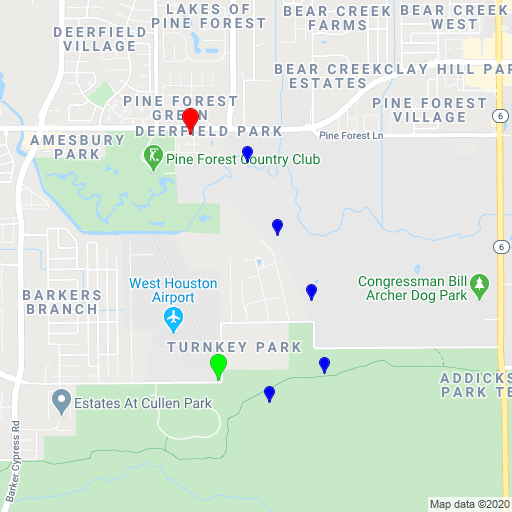 LAKES OF
PINE FOREST
DEERFIELD
VILLAGE
BEAR CREEK
FARMS
BEAR CREEK
WEST
BEAR CREEK
ESTATES
CLAY HILL PAR
PINE FOREST
GREEN
PINE FOREST
VILLAGE
6
DEERFIELD PARK
Pine Forest Ln
AMESBURY
PARK
Pine Forest Country Club
6
West Houston
Airport
Congressman Bill
Archer Dog Park
BARKERS
BRANCH
TURNKEY PARK
ADDICKS
PARK TE
Estates At Cullen Park
Barker Cypress Rd
Map data ©2020